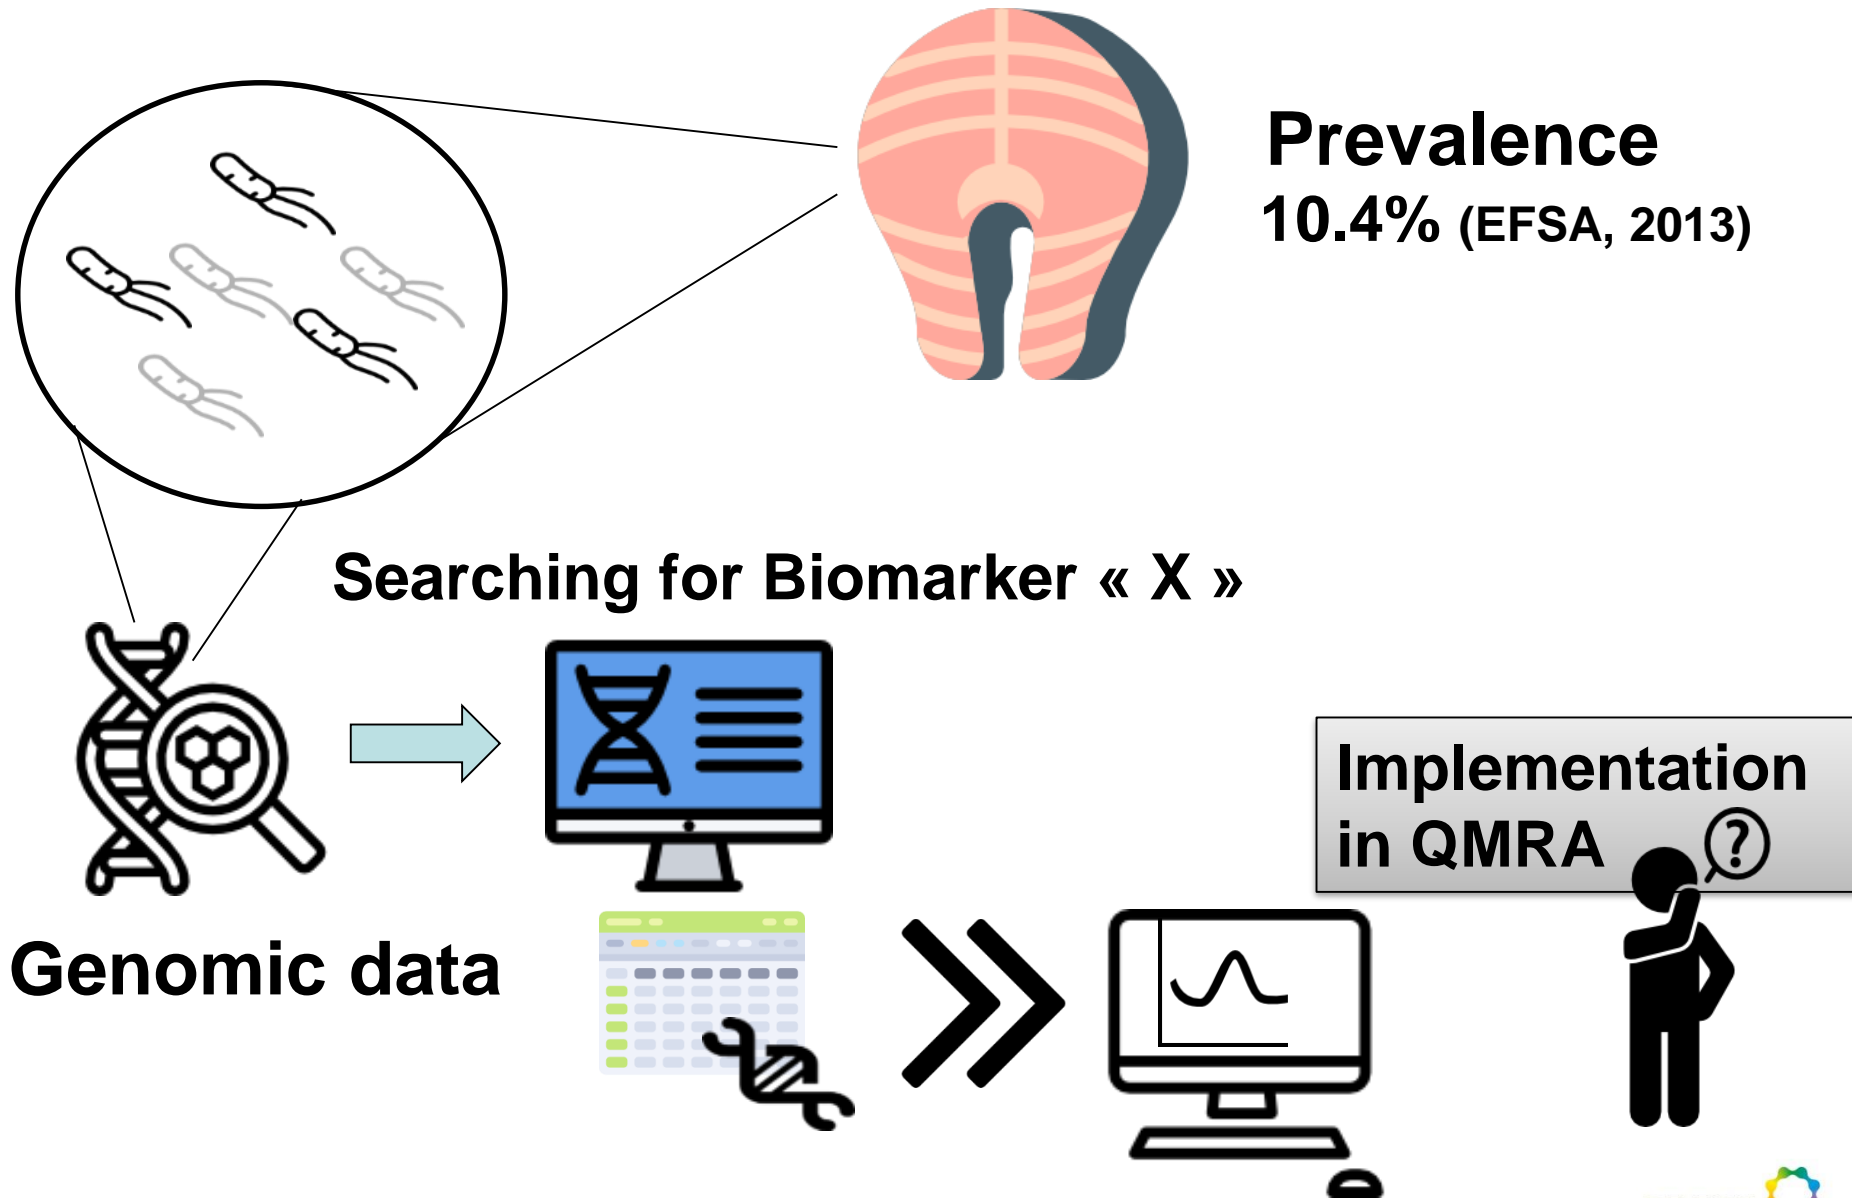 Prevalence
10.4% (EFSA, 2013)
Searching for Biomarker « X »
Implementation
in QMRA
?
Genomic data